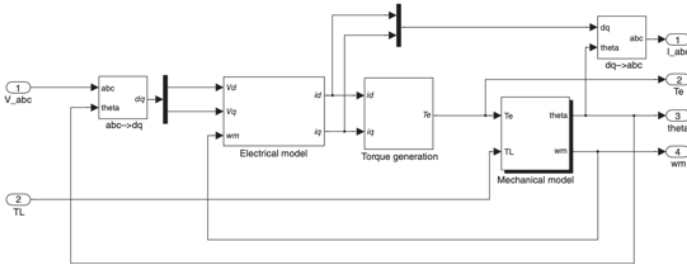 dq
abc
1
I_abc
theta
dq->abc
1
V_abc
abc
dq
theta
abc->dq
Vd
id
Vq
iq
wm
Electrical model
id
iq
Te
Torque generation
2
Te
Te
theta
3
theta
TL
wm
4
wm
Mechanical model
2
TL